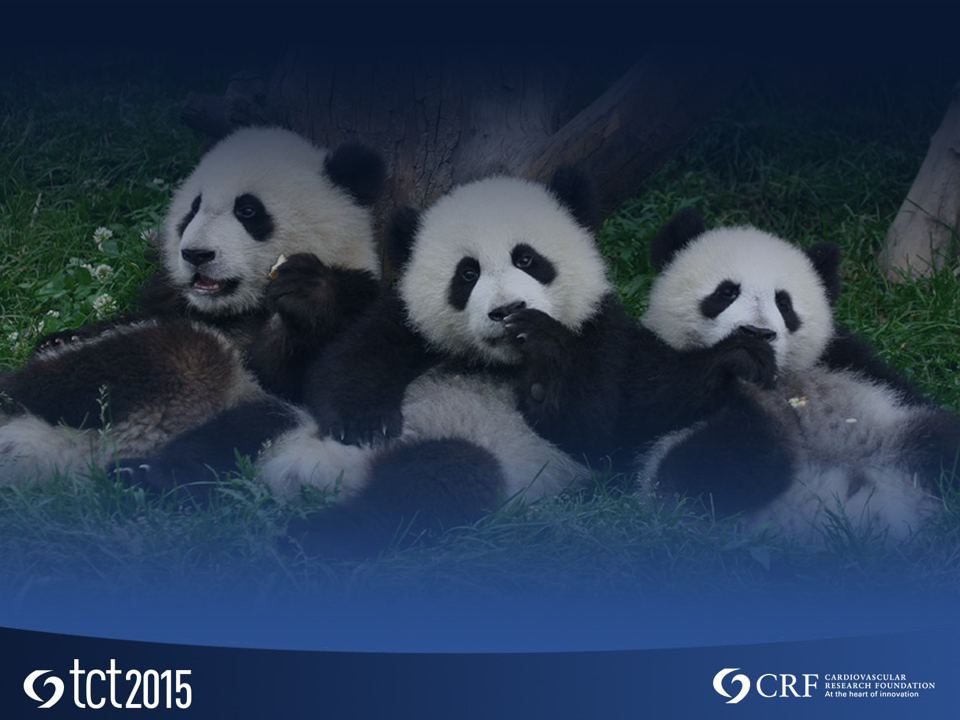 tct2015
CRF
CARDIOVASCULAR
RESEARCH FOUNDATION
At the heart of innovation